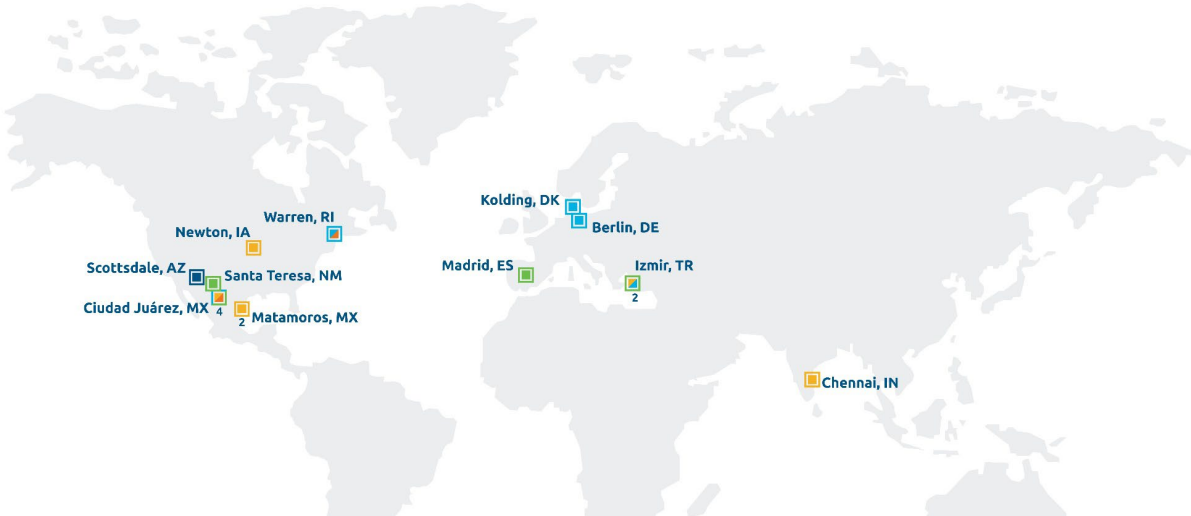 Kolding, DK
Warren, RI
Berlin, DE
Newton, IA
Scottsdale, AZ
Santa Teresa, NM
Madrid, ES
Izmir, TR
2
Ciudad Juárez, MX
4
2
Matamoros, MX
Chennai, IN